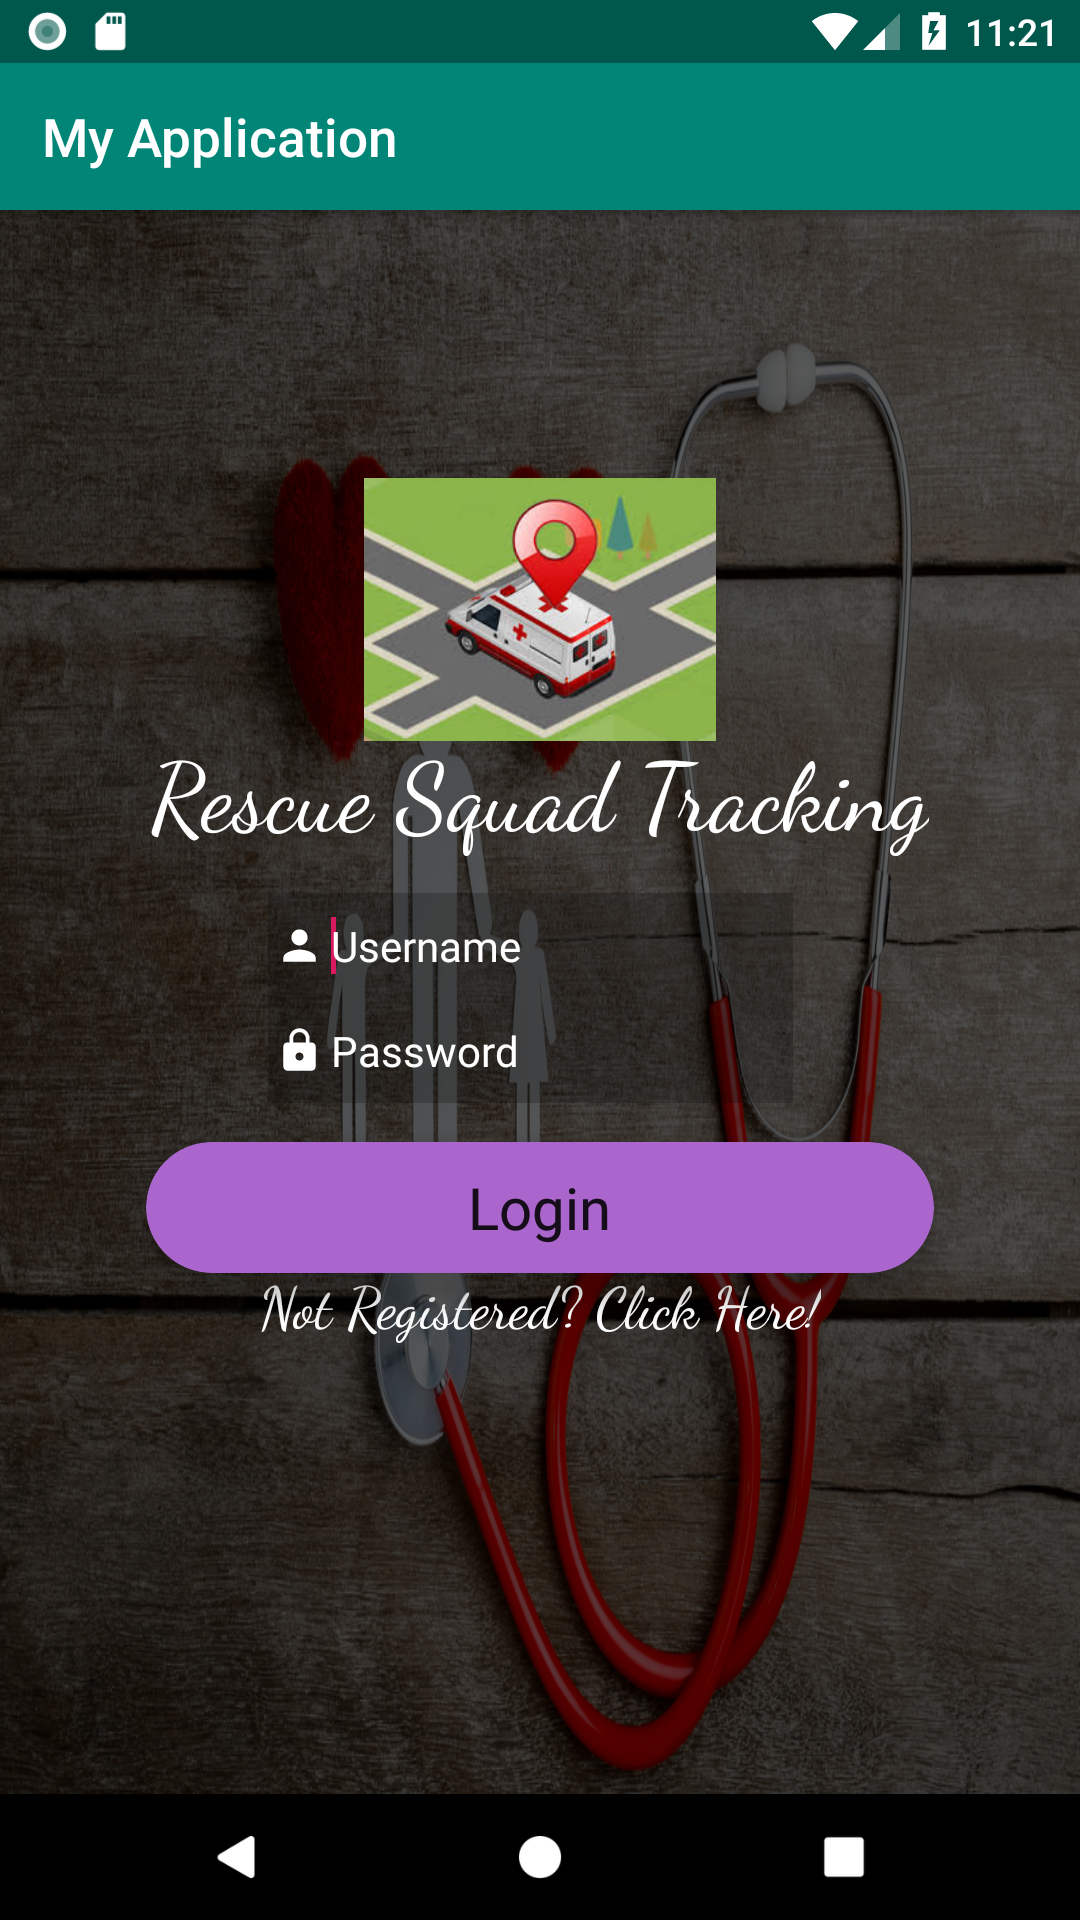 11:21
My Application
Rescue Squad Tracking
Username
Password
Login
Not Registered? Click Here!